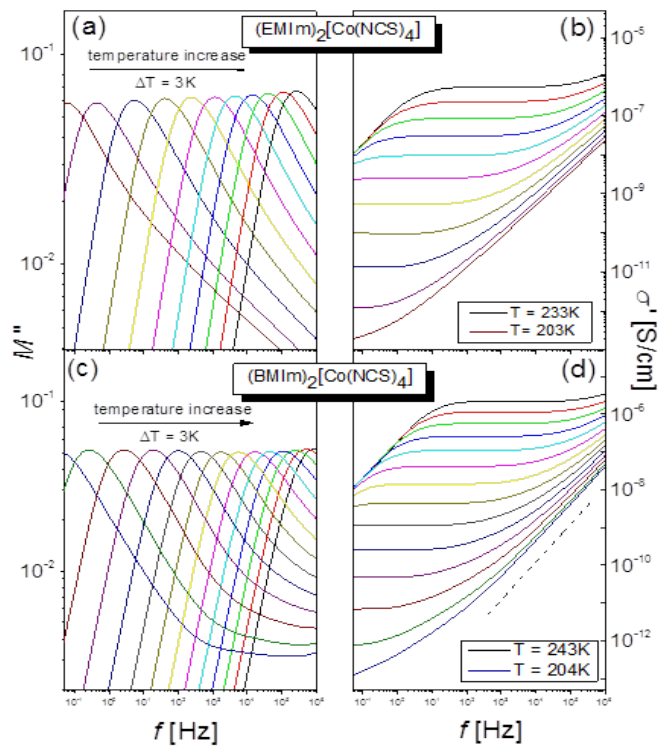 (EMIm)₂[Co(NCS)₄]
(a)
temperature increase
ΔT = 3K
10⁻¹
10⁻²
M''
(b)
10⁻⁵
10⁻⁷
10⁻⁹
10⁻¹¹
σ' [S/cm]
T = 233K
T = 203K
(BMIm)₂[Co(NCS)₄]
(c)
temperature increase
ΔT = 3K
10⁻¹
10⁻²
f [Hz]
(d)
10⁻⁶
10⁻⁸
10⁻¹⁰
10⁻¹²
T = 243K
T = 204K
f [Hz]